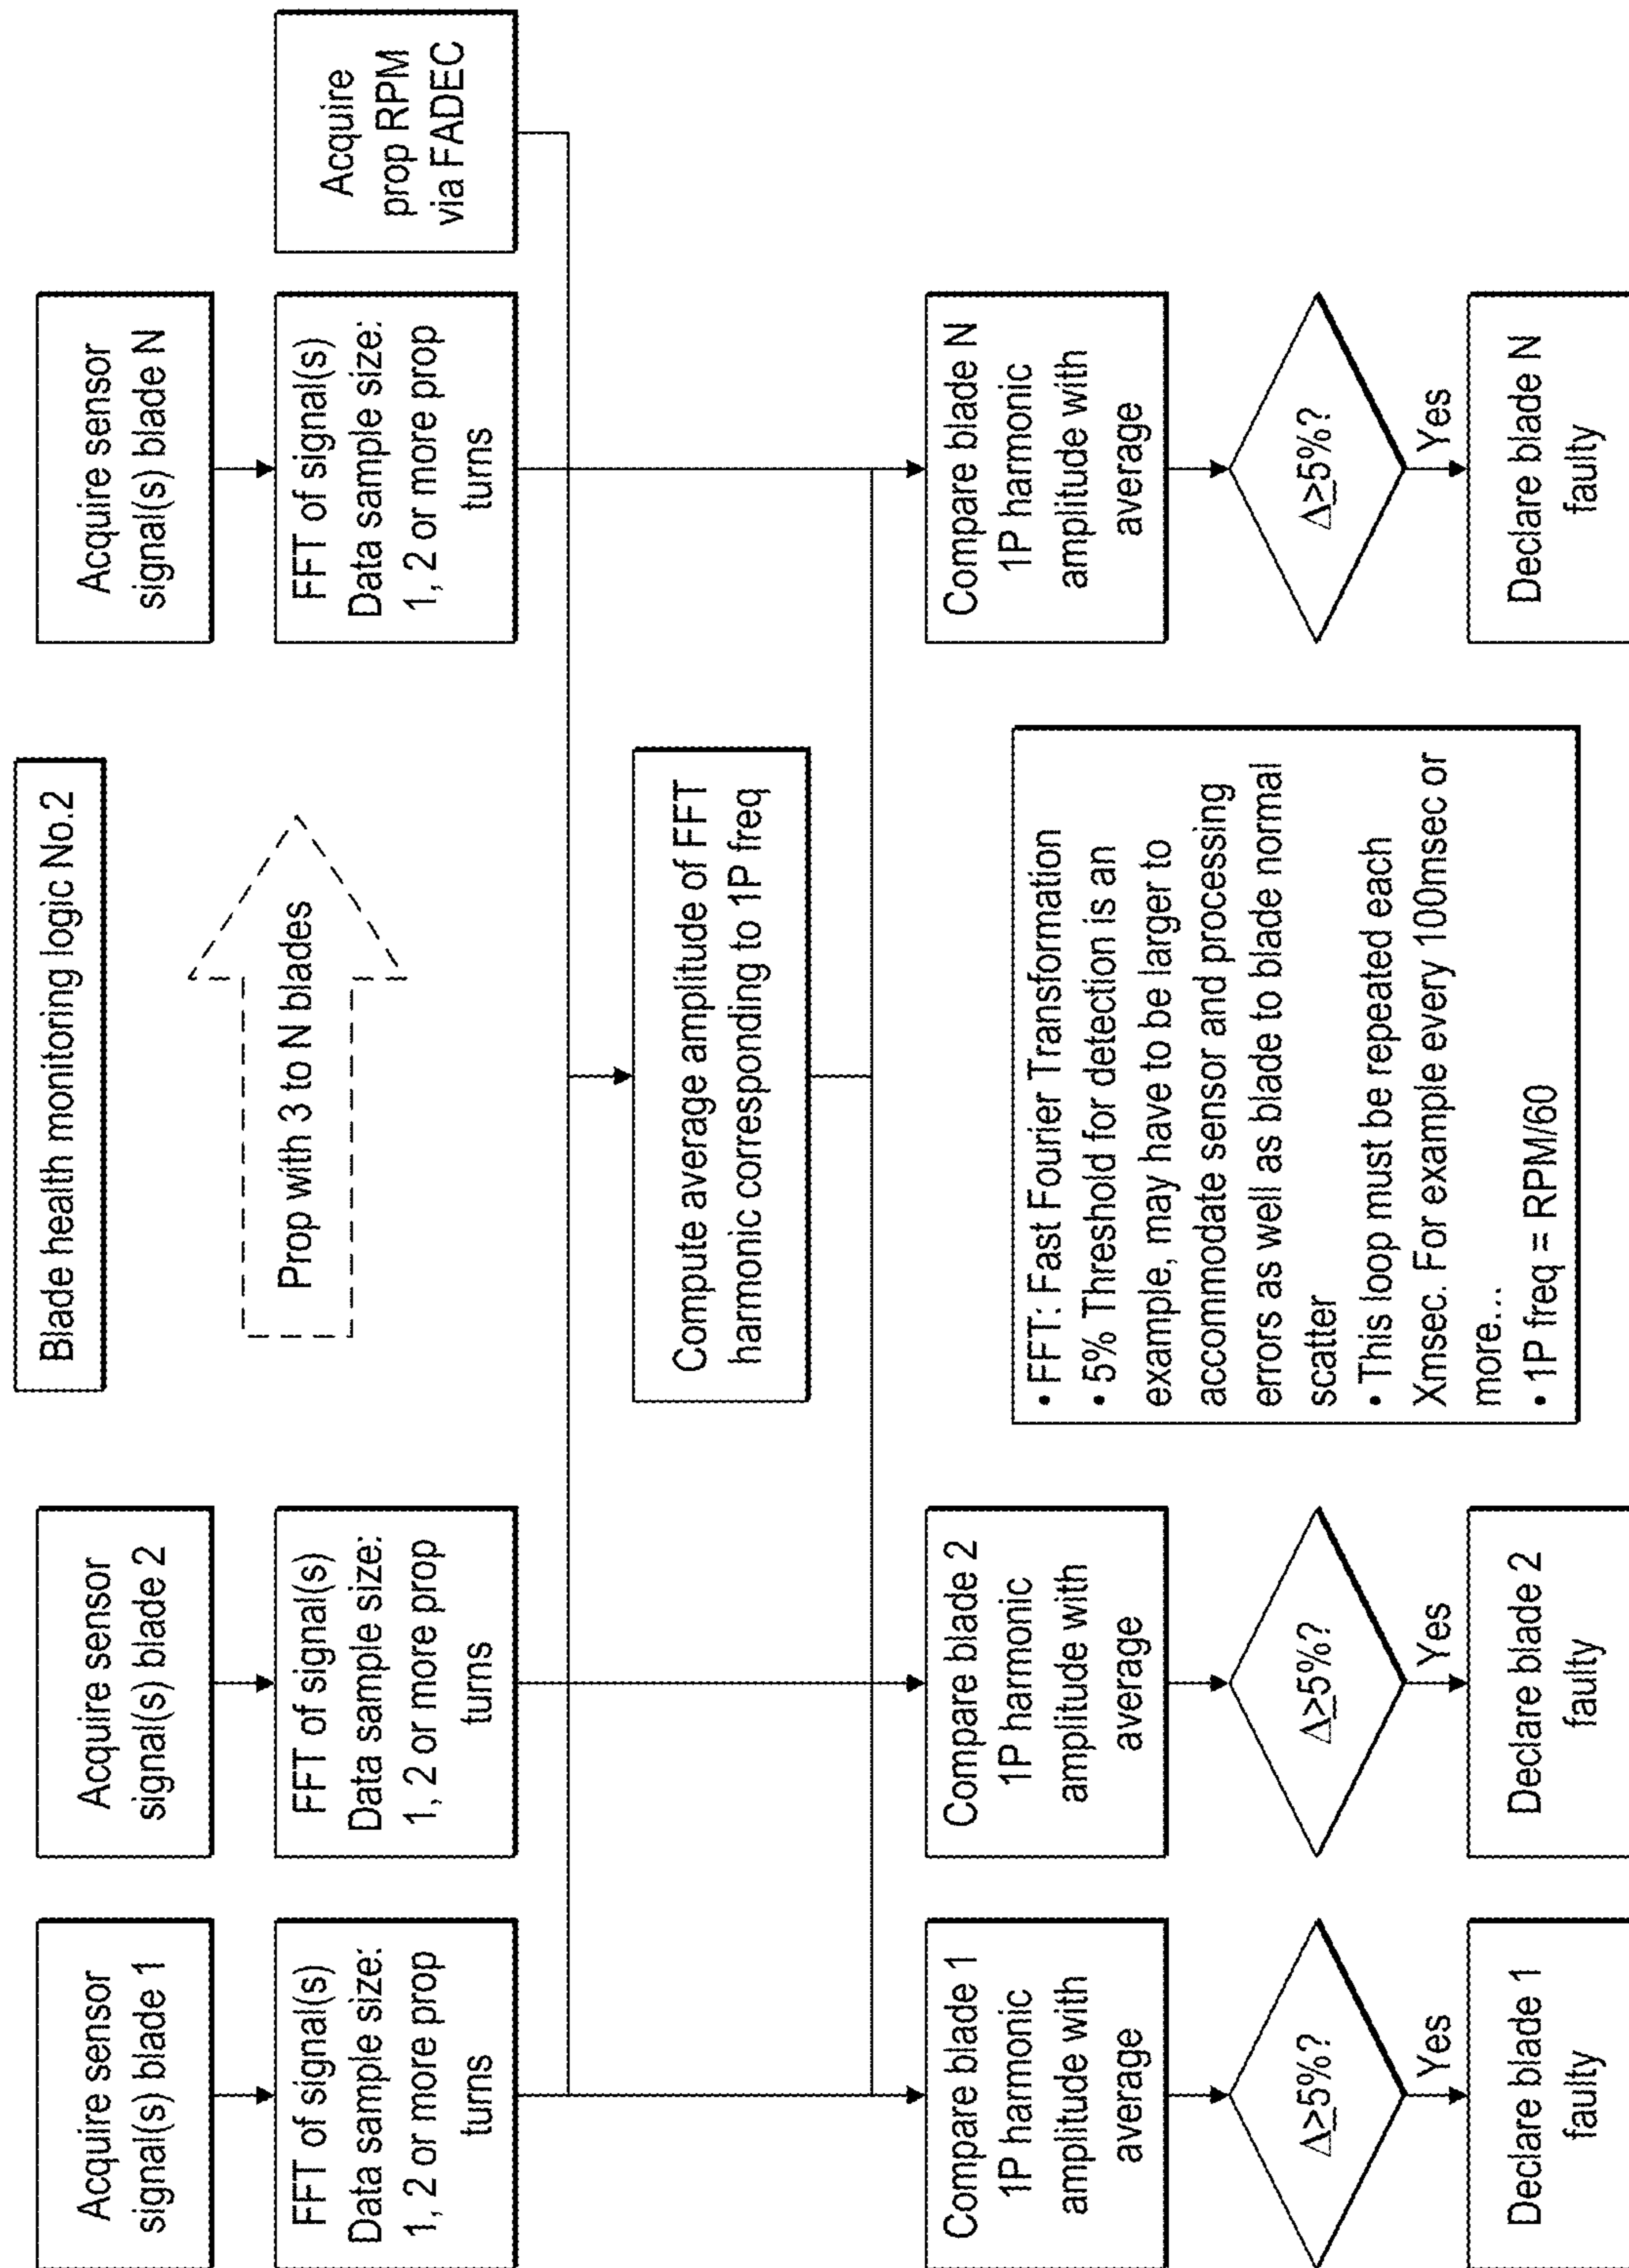 Blade health monitoring logic No.2
Prop with 3 to N blades
Acquire sensor
signal(s) blade 1
Acquire sensor
signal(s) blade 2
Acquire sensor
signal(s) blade N
FFT of signal(s)
Data sample size:
1, 2 or more prop
turns
FFT of signal(s)
Data sample size:
1, 2 or more prop
turns
FFT of signal(s)
Data sample size:
1, 2 or more prop
turns
Acquire
prop RPM
via FADEC
Compute average amplitude of FFT
harmonic corresponding to 1P freq
Compare blade 1
1P harmonic
amplitude with
average
Compare blade 2
1P harmonic
amplitude with
average
Compare blade N
1P harmonic
amplitude with
average
Δ≥5%?
Δ≥5%?
Δ≥5%?
Yes
Yes
Yes
Declare blade 1
faulty
Declare blade 2
faulty
Declare blade N
faulty
• FFT: Fast Fourier Transformation
• 5% Threshold for detection is an
example, may have to be larger to
accommodate sensor and processing
errors as well as blade to blade normal
scatter
• This loop must be repeated each
Xmsec. For example every 100msec or
more...
• 1P freq = RPM/60